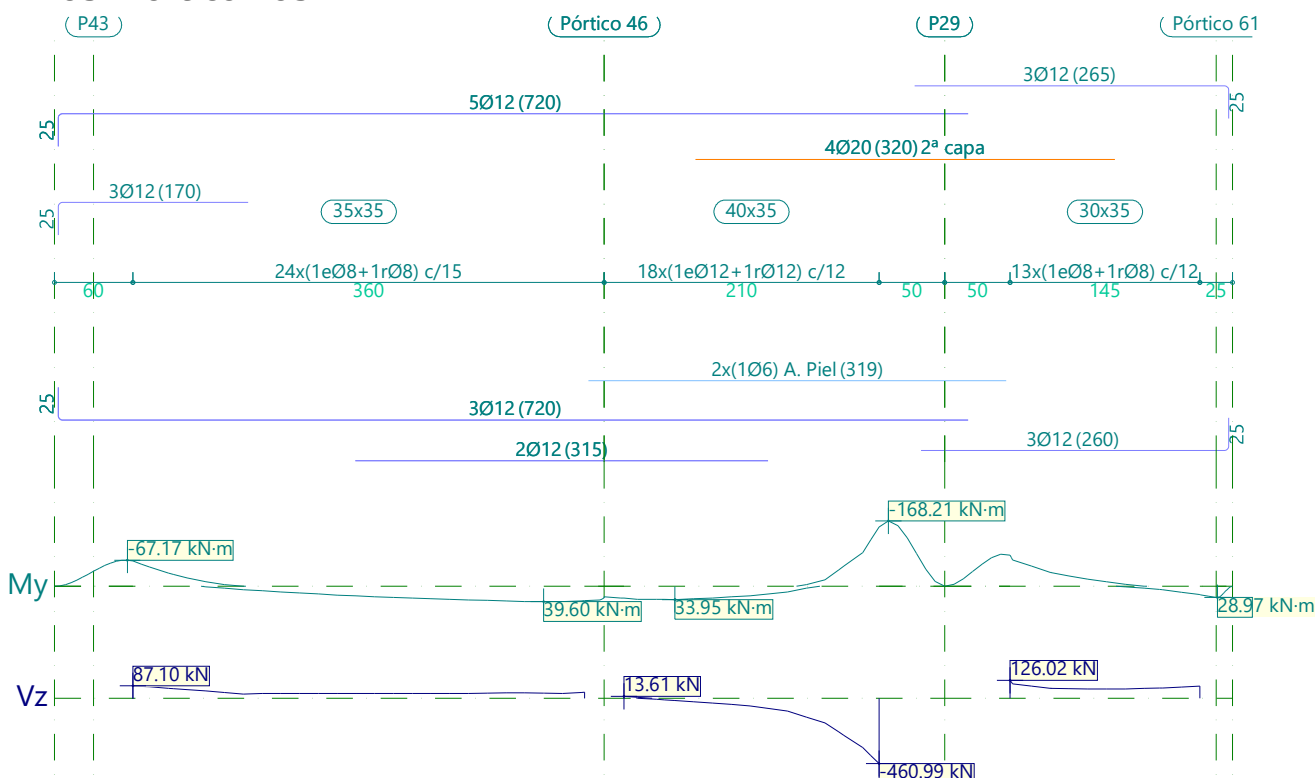 P43 Pórtico 46 P29 Pórtico 61
3Ø12 (265)
25
5Ø12 (720)
25
4Ø20 (320) 2ª capa
3Ø12 (170)
25
35x35 40x35 30x35
24x(1eØ8+1rØ8) c/15 18x(1eØ12+1rØ12) c/12 13x(1eØ8+1rØ8) c/12
60 360 210 50 50 145 25
2x(1Ø6) A. Piel (319)
25
3Ø12 (720)
2Ø12 (315)
3Ø12 (260)
25
-168.21 kN·m
-67.17 kN·m
My
39.60 kN·m 33.95 kN·m 28.97 kN·m
87.10 kN 13.61 kN 126.02 kN
Vz
-460.99 kN